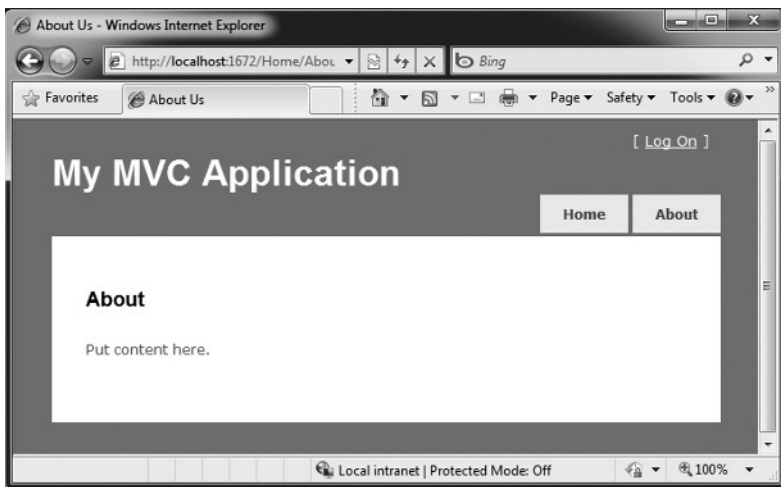 About Us - Windows Internet Explorer
http://localhost:1672/Home/Abou
Bing
Favorites
About Us
Page
Safety
Tools
»
[ Log On ]
My MVC Application
Home
About
About
Put content here.
Local intranet | Protected Mode: Off
100%